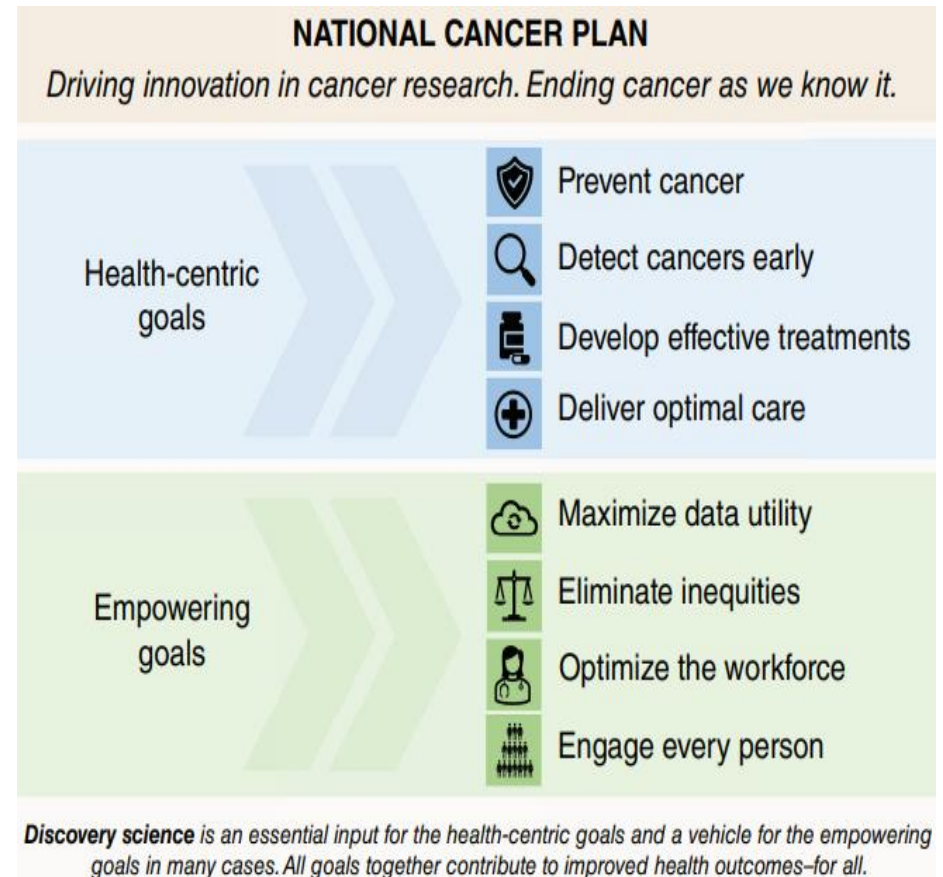 NATIONAL CANCER PLAN
Driving innovation in cancer research. Ending cancer as we know it.
Health-centric
goals
Prevent cancer
Detect cancers early
Develop effective treatments
Deliver optimal care
Empowering
goals
Maximize data utility
Eliminate inequities
Optimize the workforce
Engage every person
Discovery science is an essential input for the health-centric goals and a vehicle for the empowering
goals in many cases. All goals together contribute to improved health outcomes–for all.